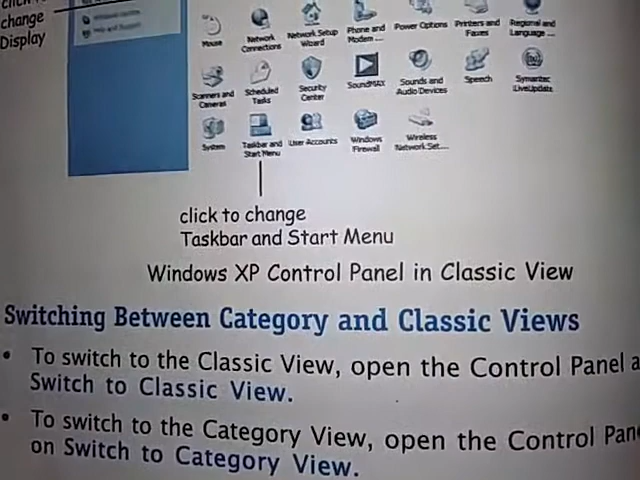 click to
change
Display
Help and Support
Mouse
Network Connections
Network Setup Wizard
Phone and Modem ...
Power Options
Printers and Faxes
Regional and Language ...
Scanners and Cameras
Scheduled Tasks
Security Center
SoundMAX
Sounds and Audio Devices
Speech
Symantec LiveUpdate
System
Taskbar and Start Menu
User Accounts
Windows Firewall
Wireless Network Set...
click to change
Taskbar and Start Menu
Windows XP Control Panel in Classic View
Switching Between Category and Classic Views
• To switch to the Classic View, open the Control Panel a
Switch to Classic View.
• To switch to the Category View, open the Control Pan
on Switch to Category View.